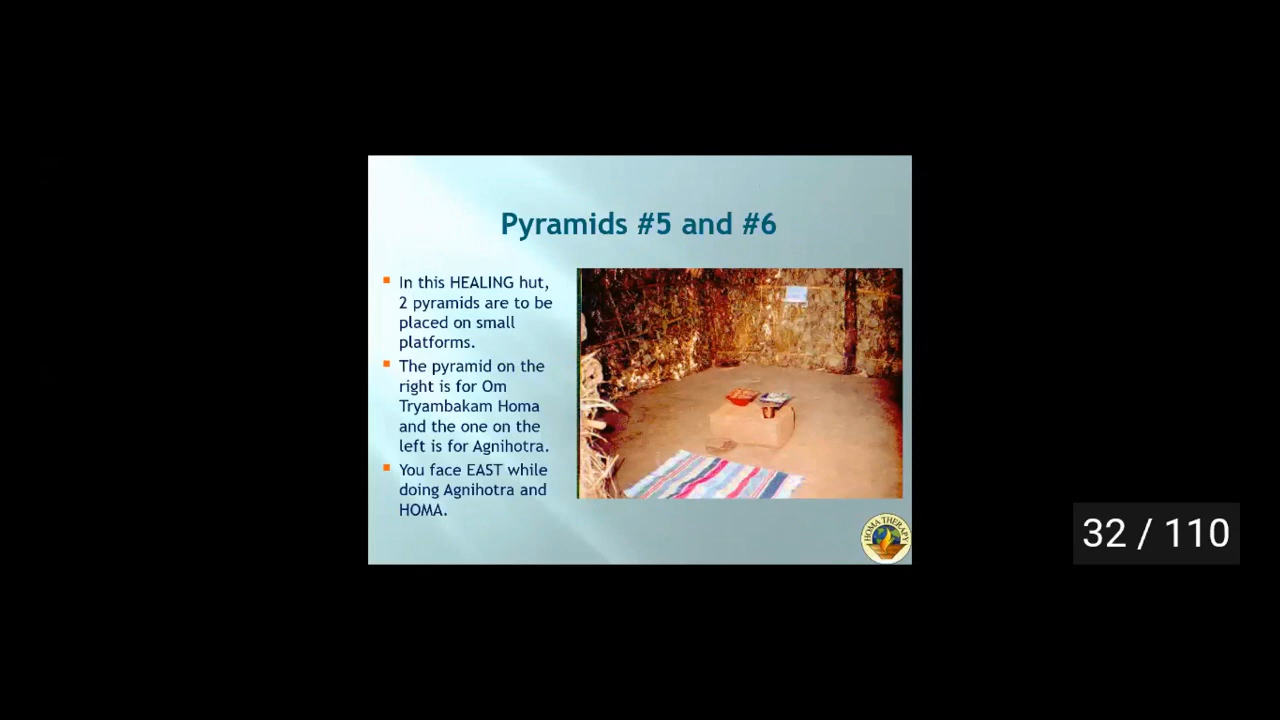 Pyramids #5 and #6
In this HEALING hut,
2 pyramids are to be
placed on small
platforms.
The pyramid on the
right is for Om
Tryambakam Homa
and the one on the
left is for Agnihotra.
You face EAST while
doing Agnihotra and
HOMA.
HOMA THERAPY
32 / 110